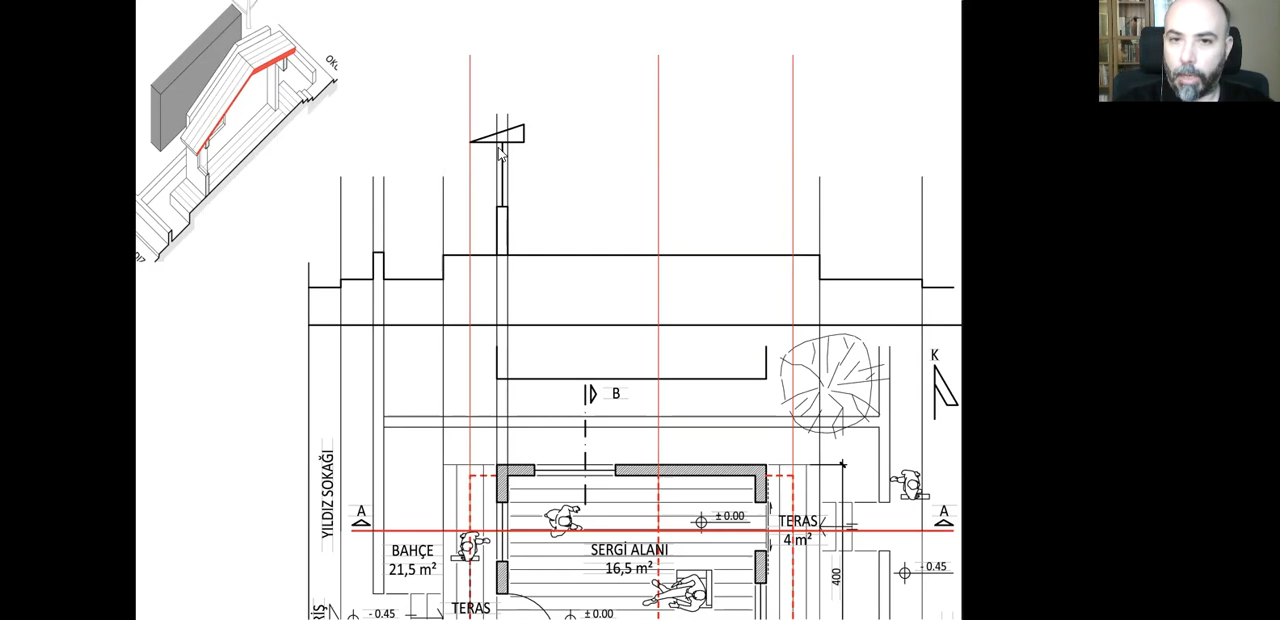 B
K
YILDIZ SOKAĞI
± 0.00
A
TERAS
4 m²
A
SERGİ ALANI
16,5 m²
BAHÇE
21,5 m²
400
- 0.45
TERAS
- 0.45
± 0.00